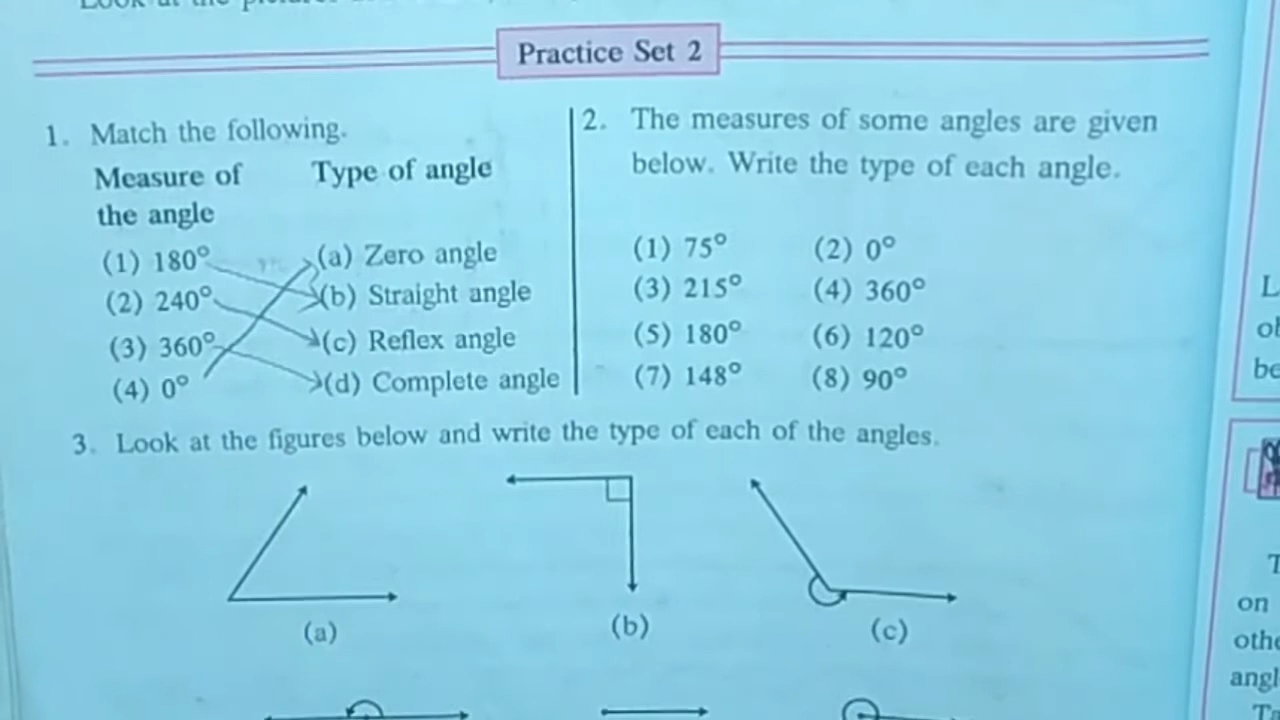 Practice Set 2
1. Match the following.
Measure of the angle
Type of angle
(1) 180° (a) Zero angle
(2) 240° (b) Straight angle
(3) 360° (c) Reflex angle
(4) 0° (d) Complete angle
2. The measures of some angles are given
below. Write the type of each angle.
(1) 75° (2) 0°
(3) 215° (4) 360°
(5) 180° (6) 120°
(7) 148° (8) 90°
3. Look at the figures below and write the type of each of the angles.
(a) (b) (c)
on